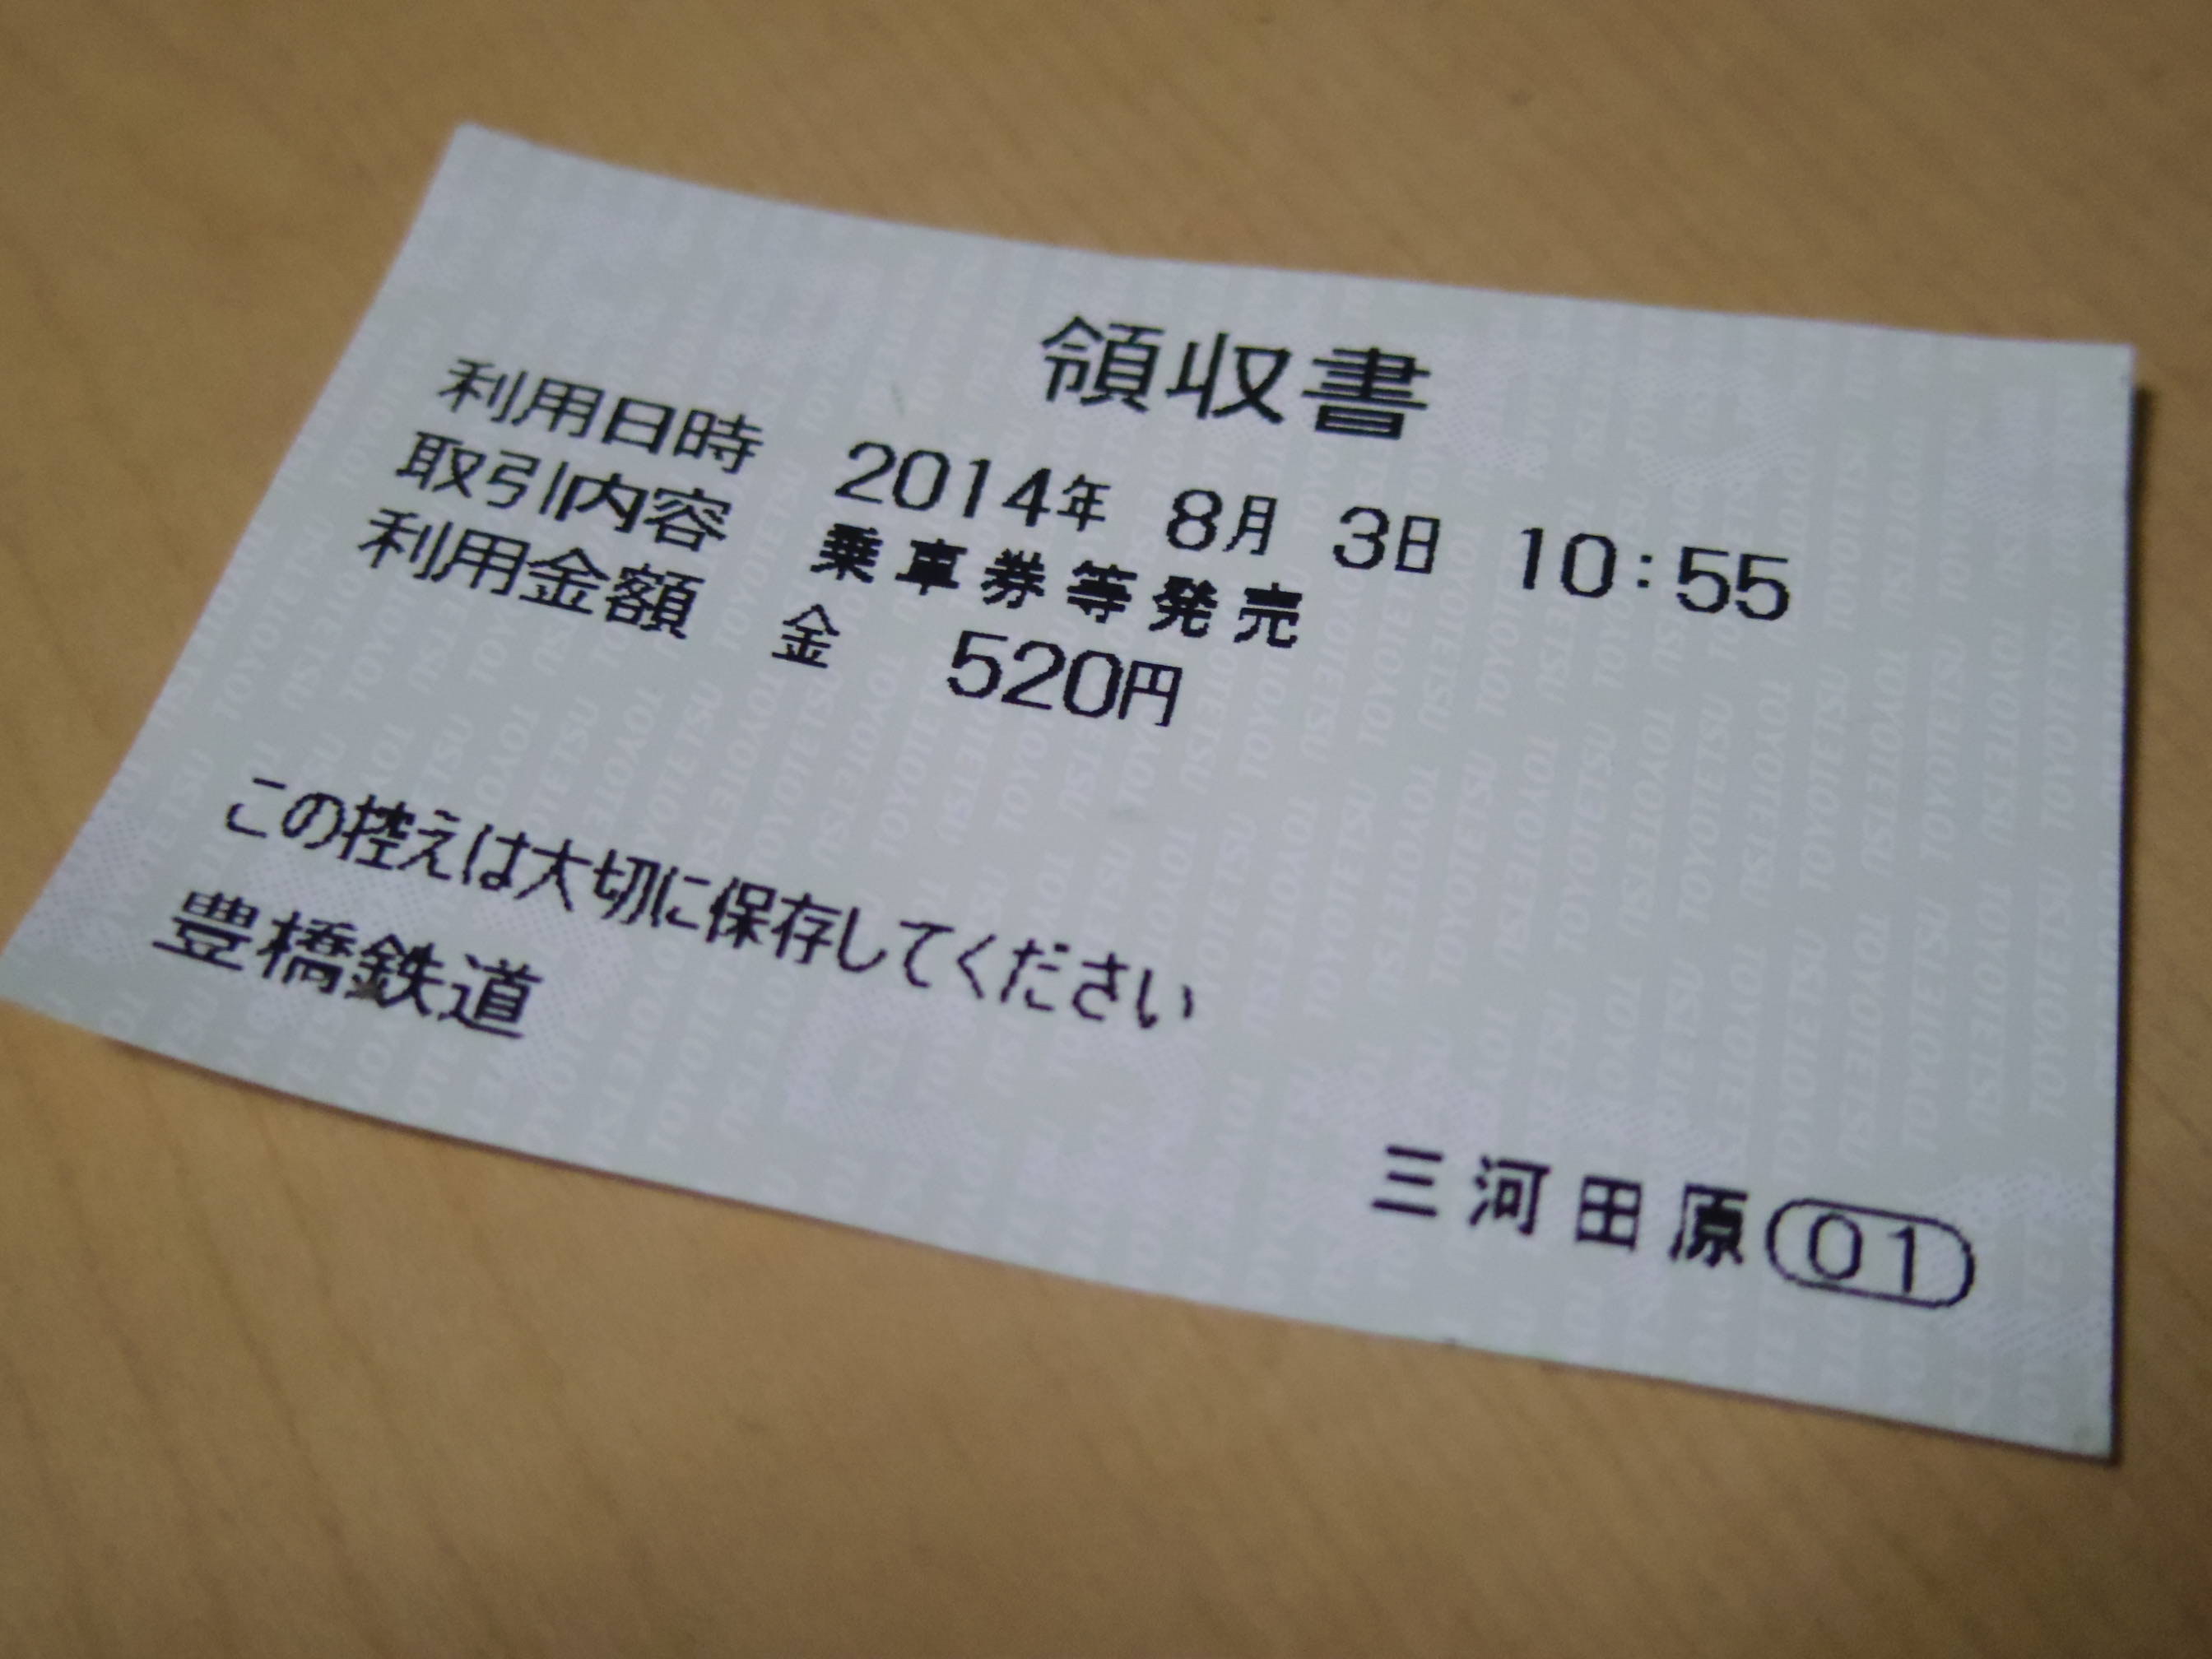 領収書
利用日時 2014年 8月 3日 10:55
取引内容 乗車券等発売
利用金額 金 520円
この控えは大切に保存してください
豊橋鉄道
三河田原 01
TOYOTETSU